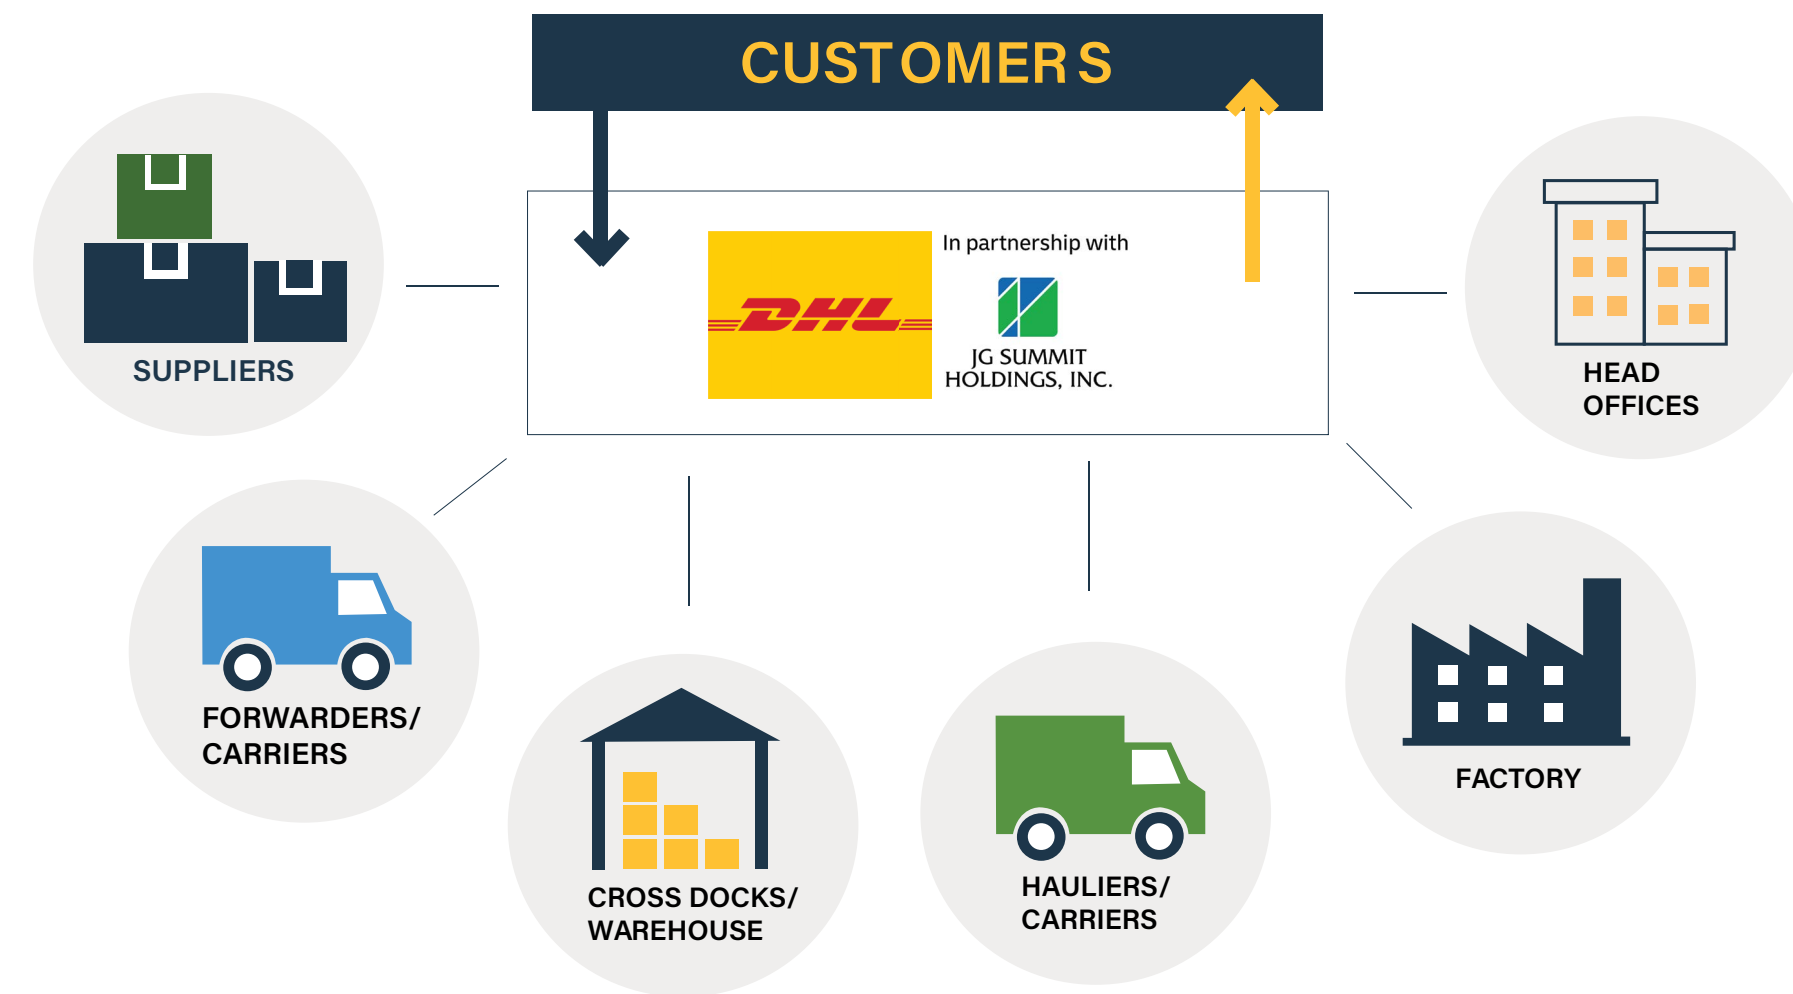 CUSTOMERS
In partnership with
DHL
JG SUMMIT
HOLDINGS, INC.
SUPPLIERS
HEAD
OFFICES
FORWARDERS/
CARRIERS
CROSS DOCKS/
WAREHOUSE
HAULIERS/
CARRIERS
FACTORY